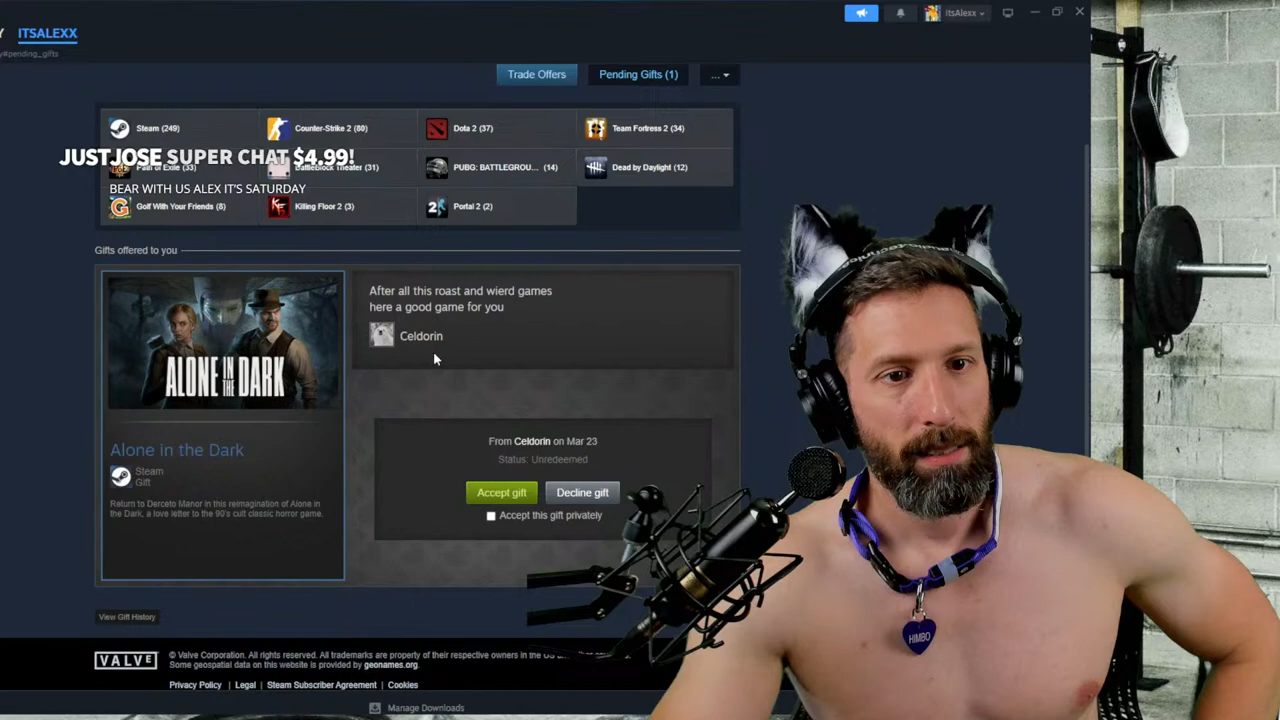 ItsAlexx
Y ITSALEXX
y#pending_gifts
Trade Offers
Pending Gifts (1)
...
Steam (249)
Counter-Strike 2 (80)
Dota 2 (37)
Team Fortress 2 (34)
JUSTJOSE SUPER CHAT $4.99!
Path of Exile (33)
BattleBlock Theater (31)
PUBG: BATTLEGROU... (14)
Dead by Daylight (12)
BEAR WITH US ALEX IT'S SATURDAY
Golf With Your Friends (8)
Killing Floor 2 (3)
Portal 2 (2)
Gifts offered to you
After all this roast and wierd games
here a good game for you
Celdorin
ALONE IN THE DARK
From Celdorin on Mar 23
Status: Unredeemed
Alone in the Dark
Steam
Gift
Accept gift
Decline gift
Return to Derceto Manor in this reimagination of Alone in
the Dark, a love letter to the 90's cult classic horror game.
Accept this gift privately
View Gift History
HIMBO
VALVE
© Valve Corporation. All rights reserved. All trademarks are property of their respective owners in the US
Some geospatial data on this website is provided by geonames.org.
Privacy Policy | Legal | Steam Subscriber Agreement | Cookies
Manage Downloads